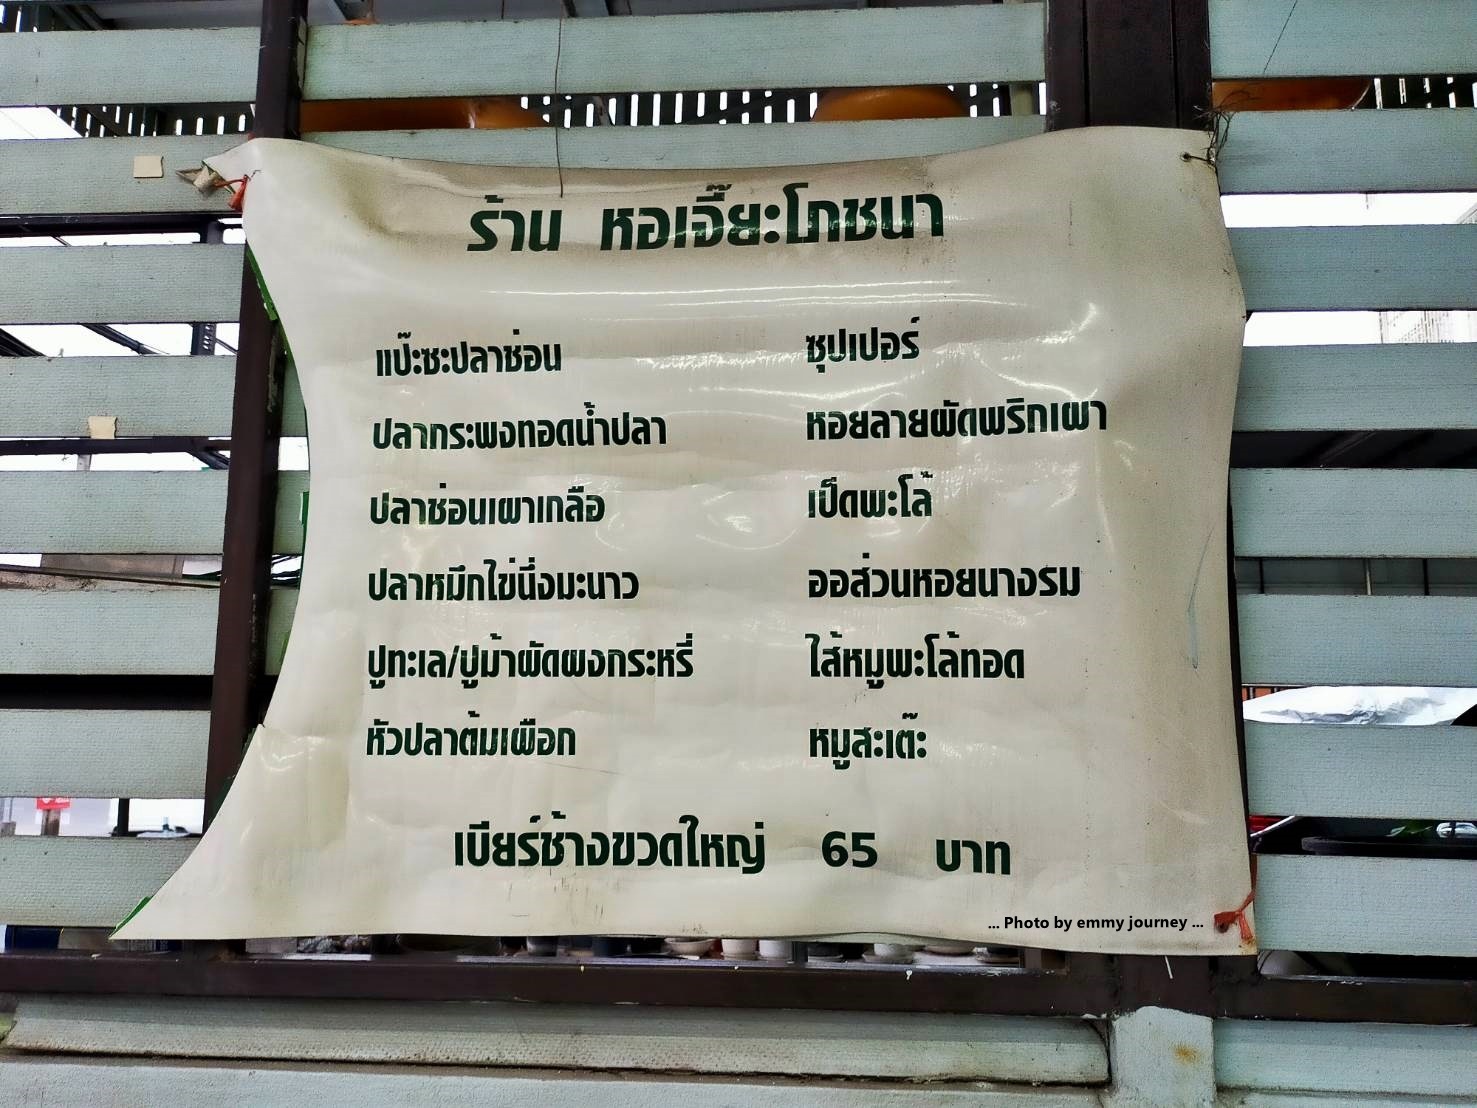 ร้าน หอเจี๊ยะโภชนา
แป๊ะซะปลาช่อน
ปลากระพงทอดน้ำปลา
ปลาช่อนเผาเกลือ
ปลาหมึกไข่นึ่งมะนาว
ปูทะเล/ปูม้าผัดผงกระหรี่
หัวปลาต้มเผือก
ซุปเปอร์
หอยลายผัดพริกเผา
เป็ดพะโล้
ออส่วนหอยนางรม
ไส้หมูพะโล้ทอด
หมูสะเต๊ะ
เบียร์ช้างขวดใหญ่ 65 บาท
... Photo by emmy journey ...